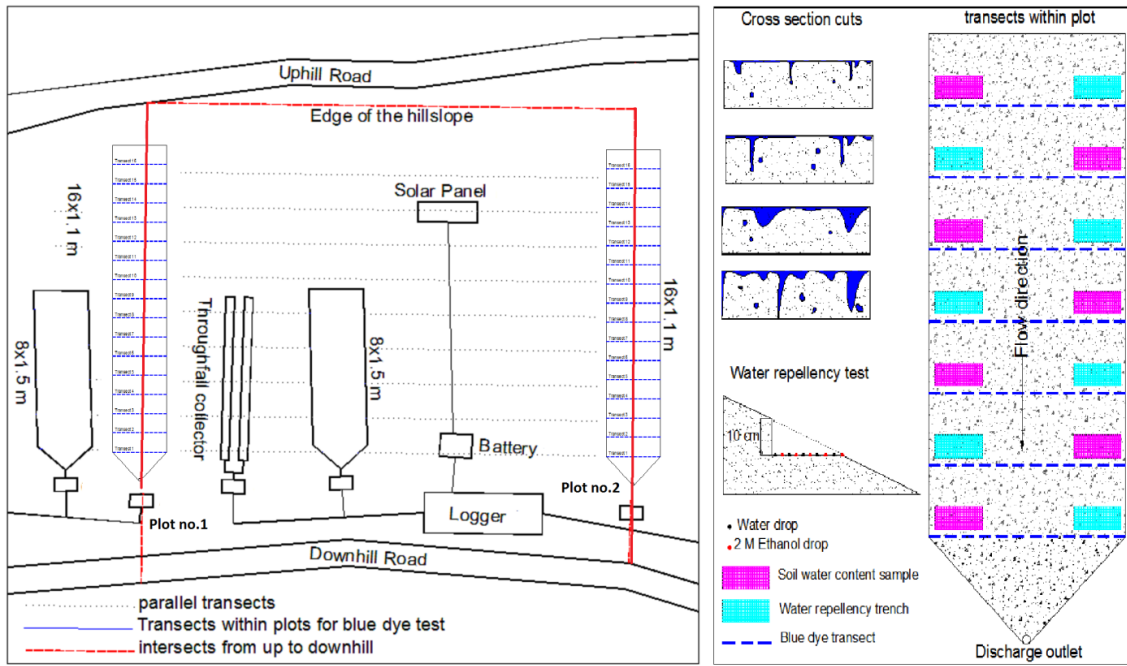 Uphill Road
Edge of the hillslope
Solar Panel
16x1.1 m
8x1.5 m
Throughfall collector
8x1.5 m
16x1.1 m
Battery
Logger
Plot no.1
Plot no.2
Downhill Road
parallel transects
Transects within plots for blue dye test
intersects from up to downhill
Cross section cuts
Water repellency test
10 cm
Water drop
2 M Ethanol drop
Soil water content sample
Water repellency trench
Blue dye transect
transects within plot
Flow direction
Discharge outlet